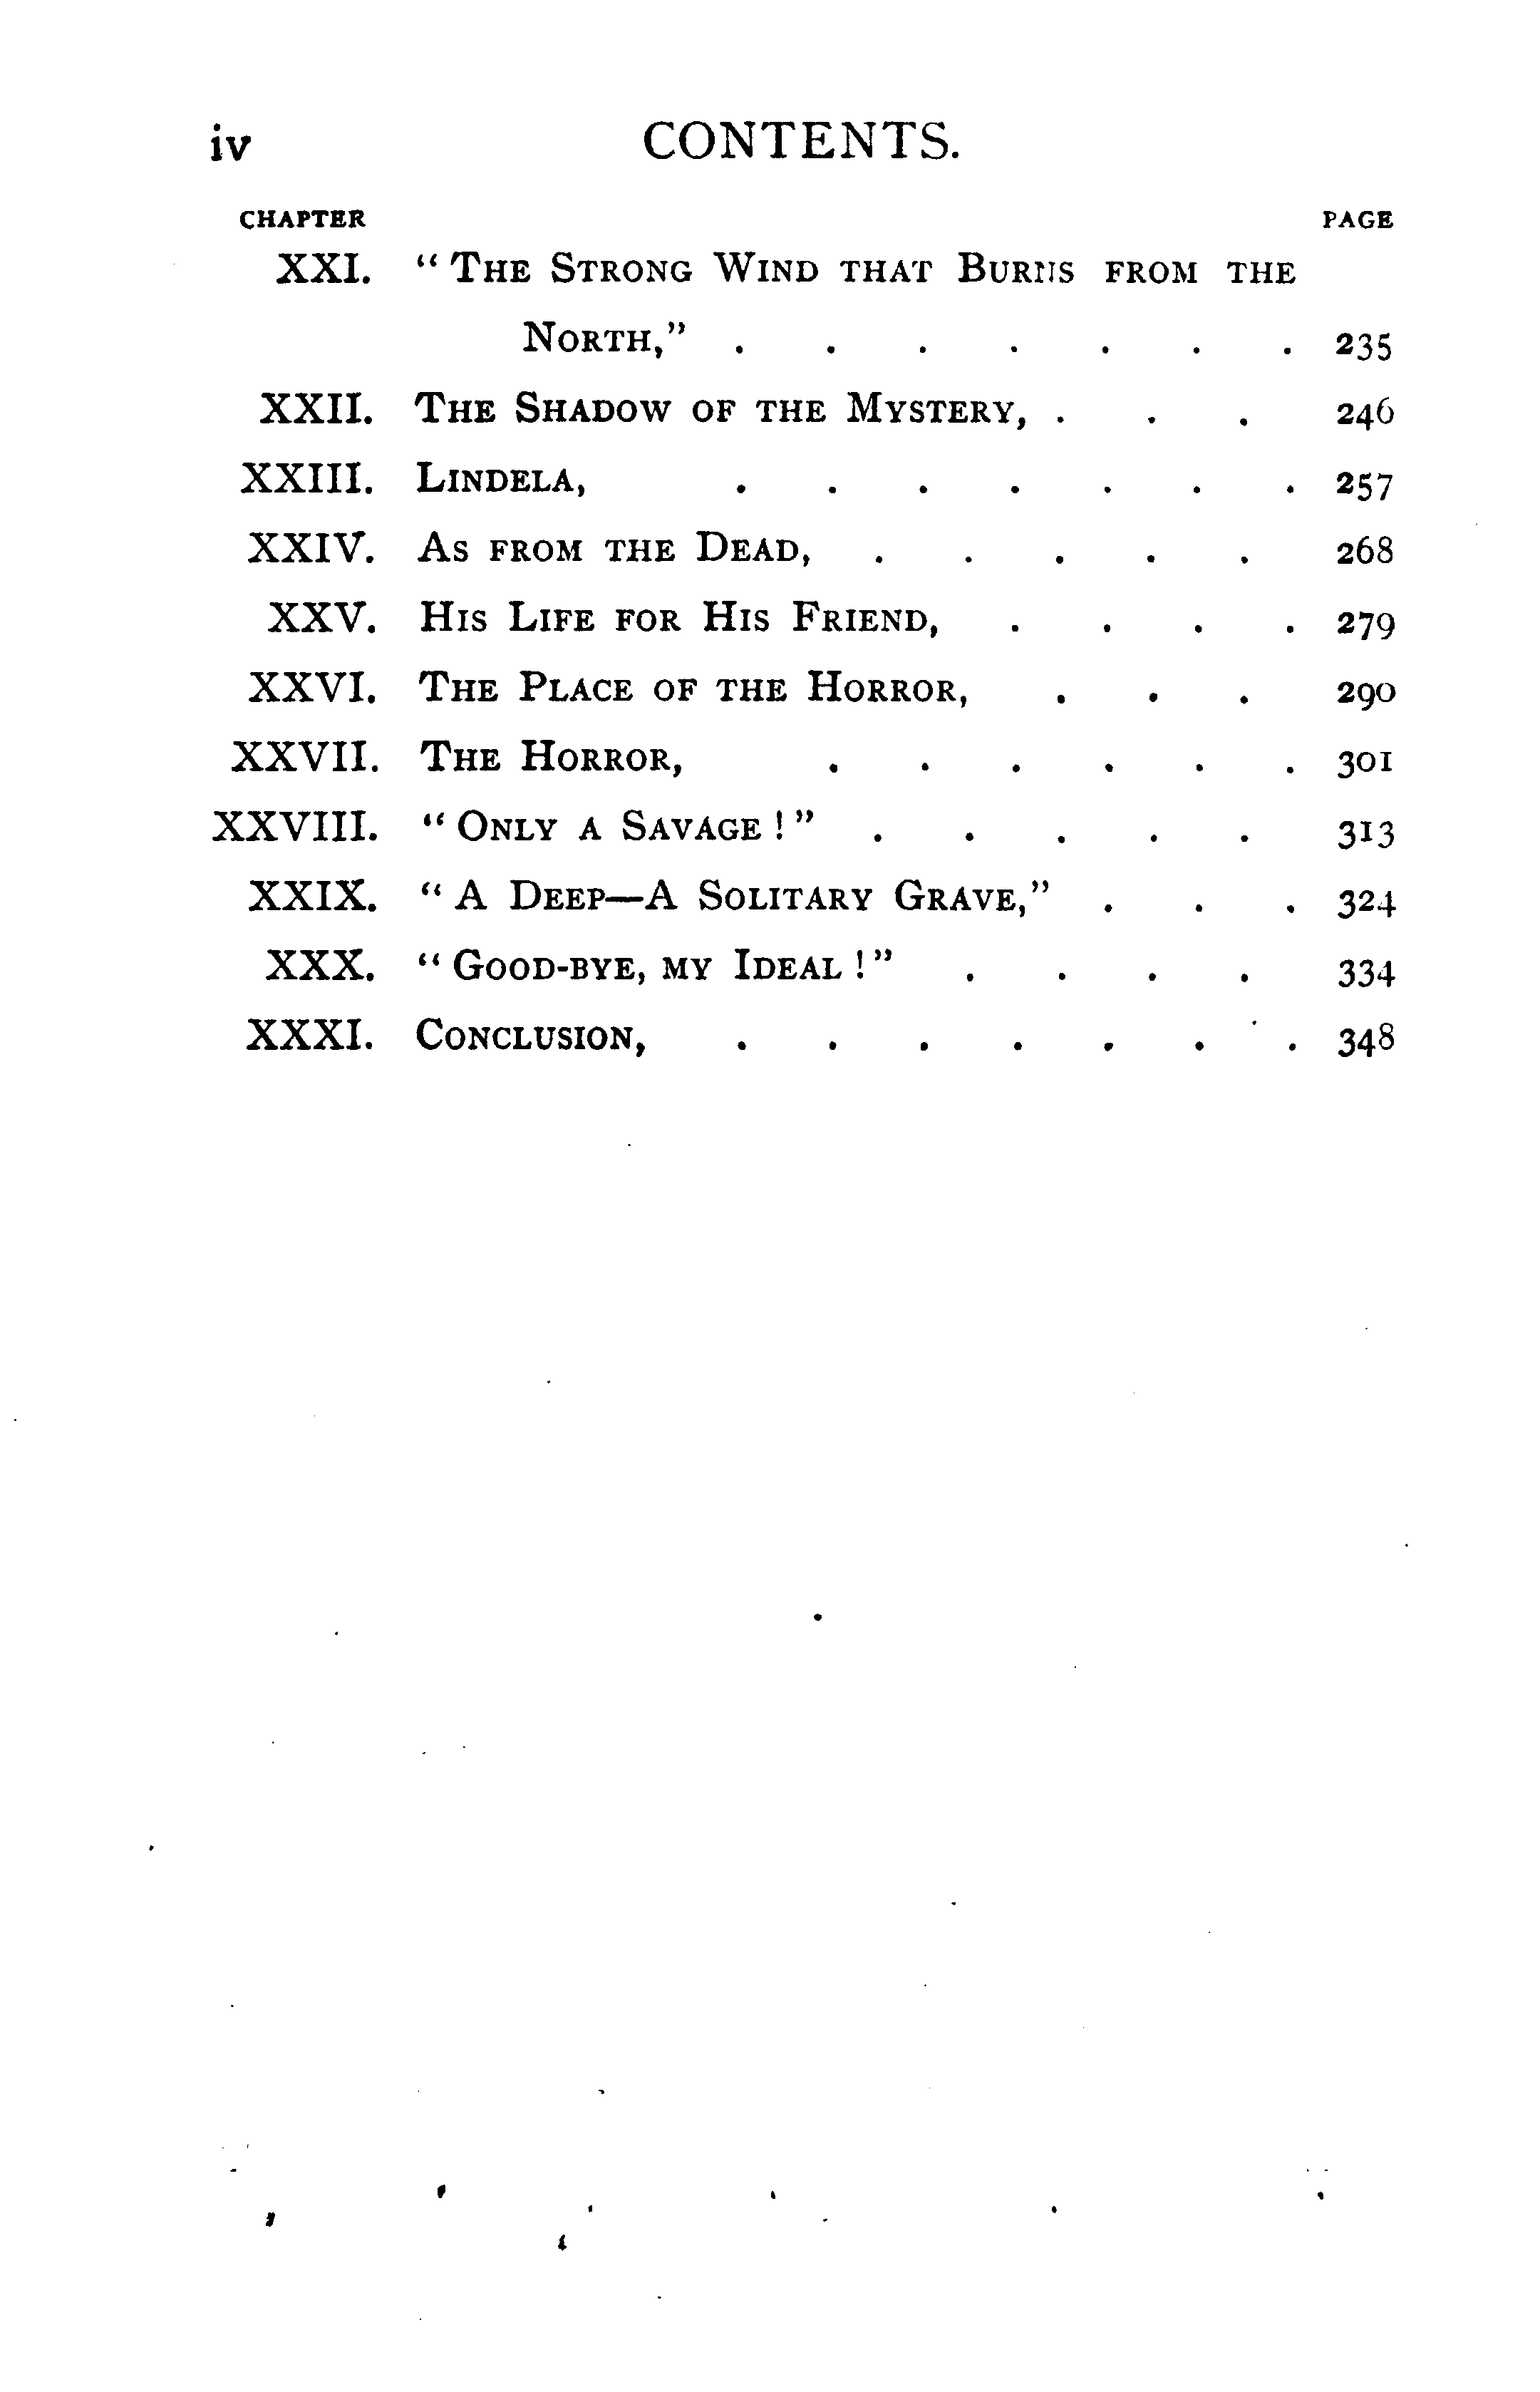 iv CONTENTS.
CHAPTER PAGE
XXI. “ The Strong Wind that Burns from the
North,” . . . . . . . 235
XXII. The Shadow of the Mystery, . . . 246
XXIII. Lindela, . . . . . . . 257
XXIV. As from the Dead, . . . . . 268
XXV. His Life for His Friend, . . . . 279
XXVI. The Place of the Horror, . . . 290
XXVII. The Horror, . . . . . . 301
XXVIII. “ Only a Savage ! ” . . . . . 313
XXIX. “ A Deep—A Solitary Grave,” . . . 324
XXX. “ Good-bye, my Ideal ! ” . . . . 334
XXXI. Conclusion, . . . . . . . 348